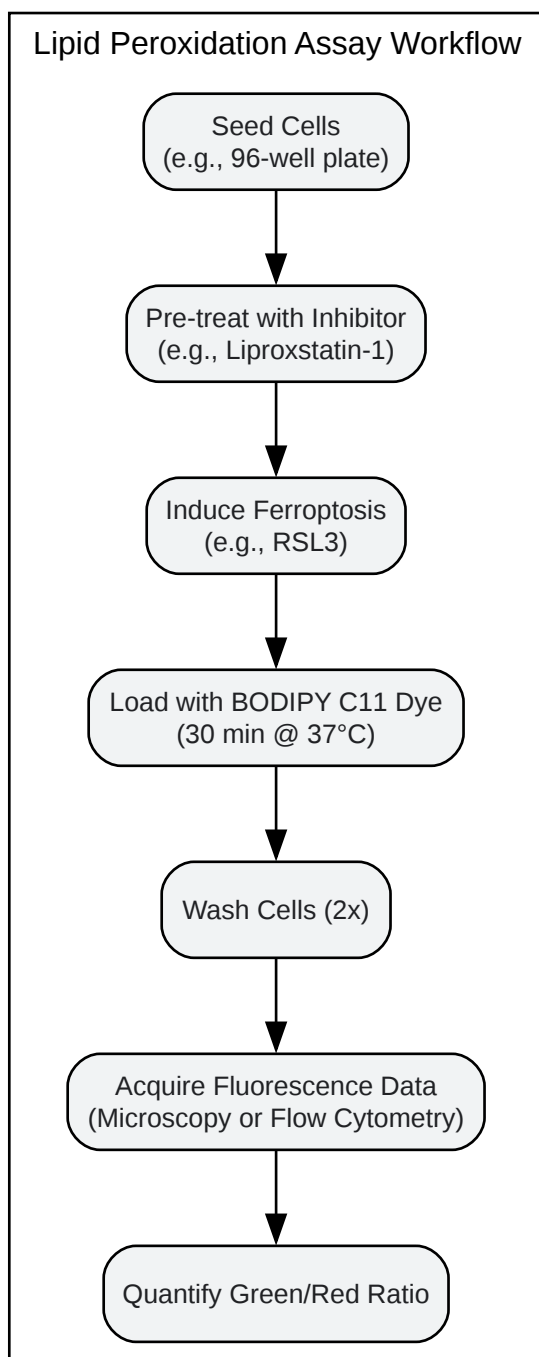 Lipid Peroxidation Assay Workflow
Seed Cells
(e.g., 96-well plate)
Pre-treat with Inhibitor
(e.g., Liproxstatin-1)
Induce Ferroptosis
(e.g., RSL3)
Load with BODIPY C11 Dye
(30 min @ 37°C)
Wash Cells (2x)
Acquire Fluorescence Data
(Microscopy or Flow Cytometry)
Quantify Green/Red Ratio